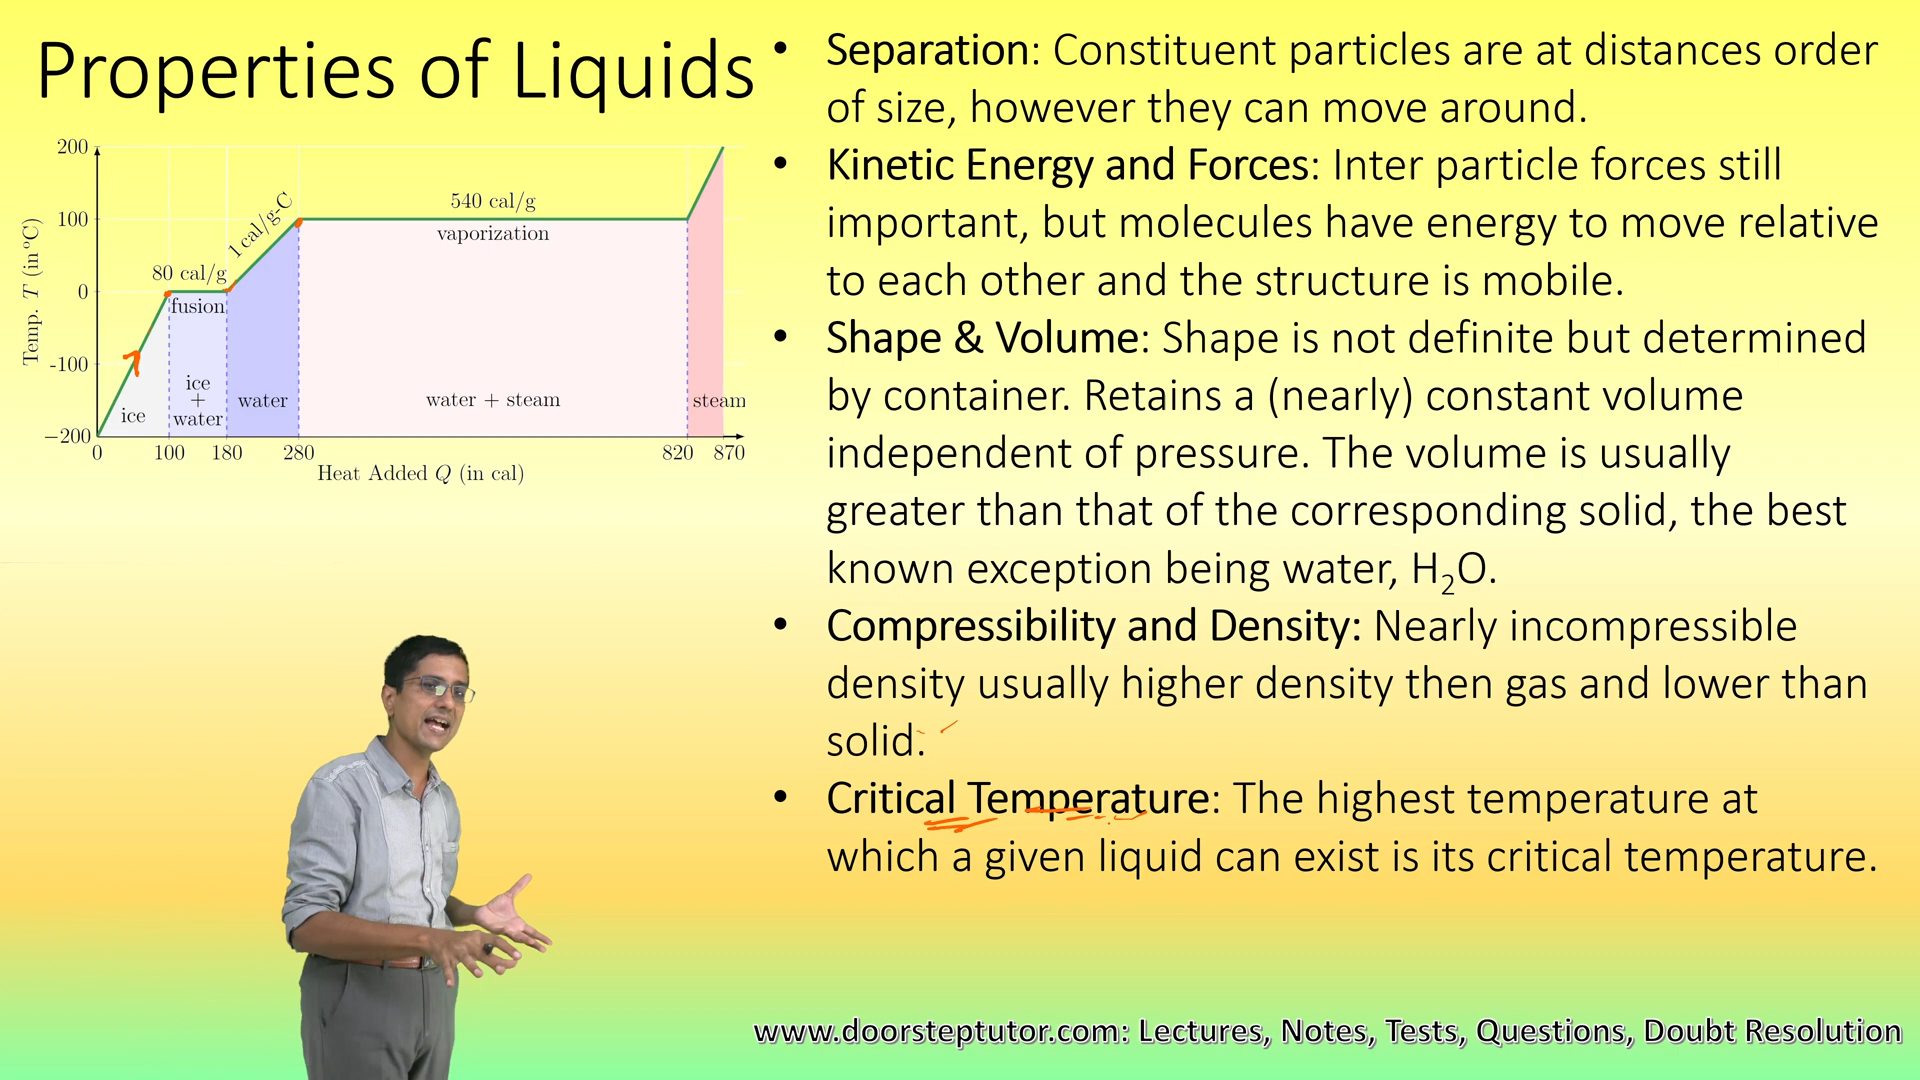 Properties of Liquids
200
100
0
-100
−200
Temp. T (in °C)
80 cal/g
1 cal/g-C
540 cal/g
fusion
vaporization
ice
ice
+
water
water
water + steam
steam
0 100 180 280 820 870
Heat Added Q (in cal)
• Separation: Constituent particles are at distances order
of size, however they can move around.
• Kinetic Energy and Forces: Inter particle forces still
important, but molecules have energy to move relative
to each other and the structure is mobile.
• Shape & Volume: Shape is not definite but determined
by container. Retains a (nearly) constant volume
independent of pressure. The volume is usually
greater than that of the corresponding solid, the best
known exception being water, H₂O.
• Compressibility and Density: Nearly incompressible
density usually higher density then gas and lower than
solid.
• Critical Temperature: The highest temperature at
which a given liquid can exist is its critical temperature.
www.doorsteptutor.com: Lectures, Notes, Tests, Questions, Doubt Resolution